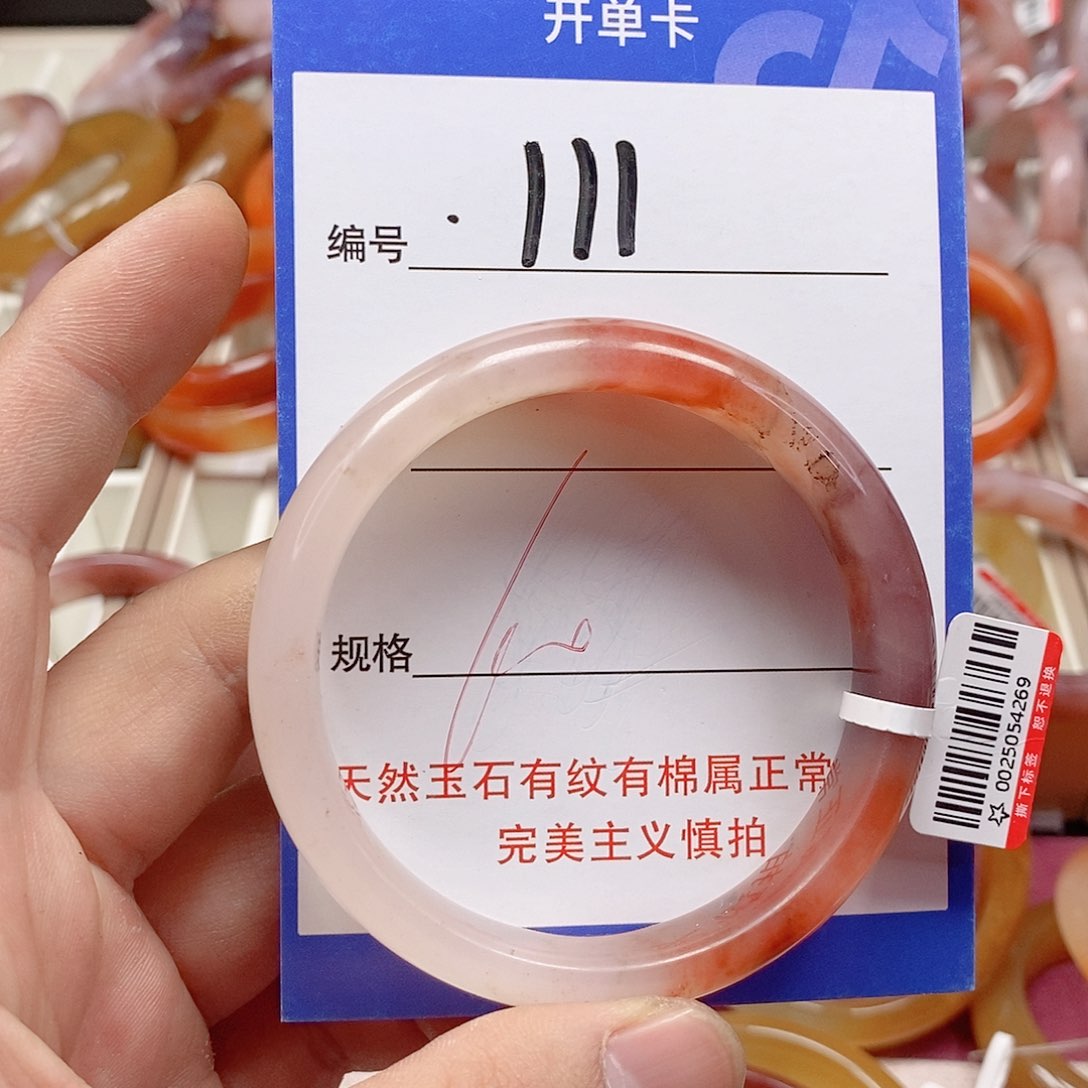 开单卡
编号 111
规格
天然玉石有纹有棉属正常
完美主义慎拍
0025054269
撕下标签 恕不退换